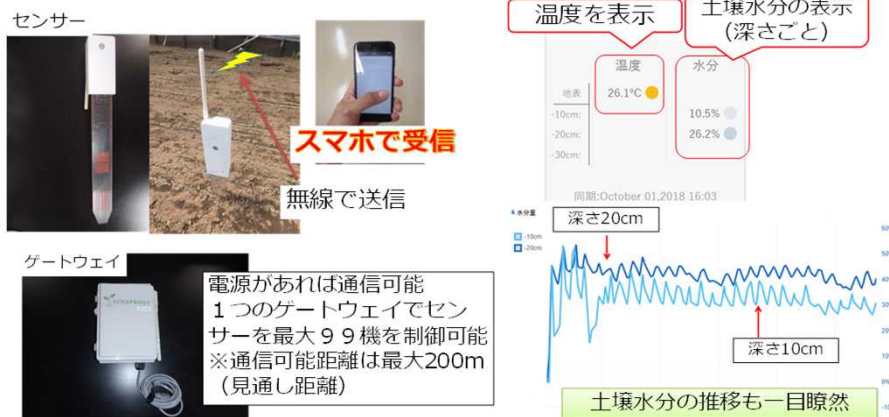 センサー
スマホで受信
無線で送信
ゲートウェイ
電源があれば通信可能
１つのゲートウェイでセン
サーを最大９９機を制御可能
※通信可能距離は最大200m
（見通し距離）
温度を表示
土壌水分の表示
(深さごと)
温度
水分
地表
26.1℃
-10cm:
10.5%
-20cm:
26.2%
-30cm:
同期:October 01,2018 16:03
水分量
-10cm
-20cm
深さ20cm
深さ10cm
土壌水分の推移も一目瞭然